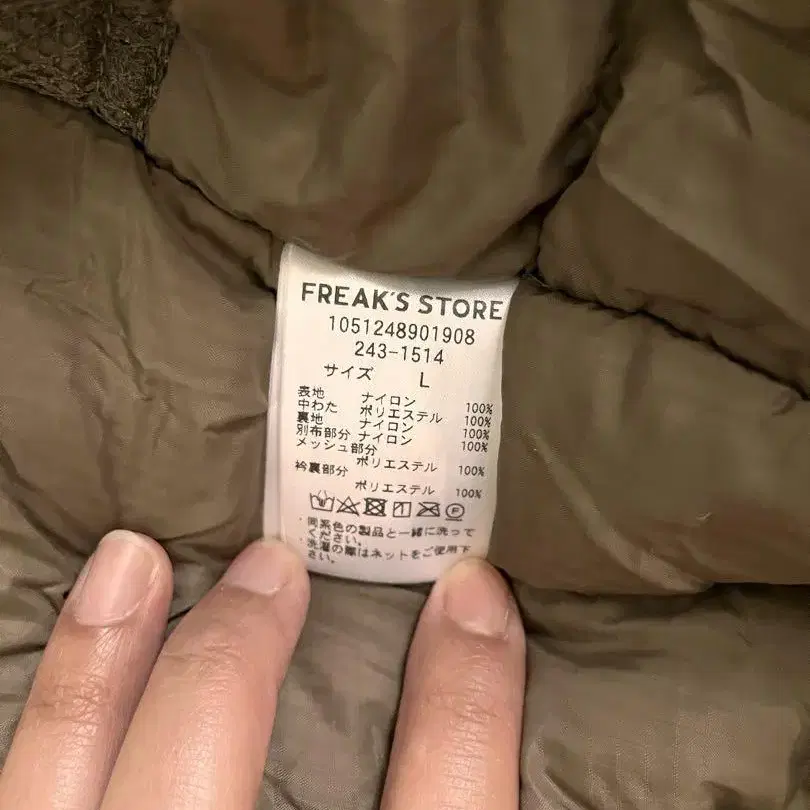 FREAK'S STORE
1051248901908
243-1514
サイズ L
表地 ナイロン 100%
中わた ポリエステル 100%
裏地 ナイロン 100%
別布部分 ナイロン 100%
メッシュ部分
ポリエステル 100%
衿裏部分
ポリエステル 100%
・同系色の製品と一緒に洗って
ください。
・洗濯の際はネットをご使用下
さい。